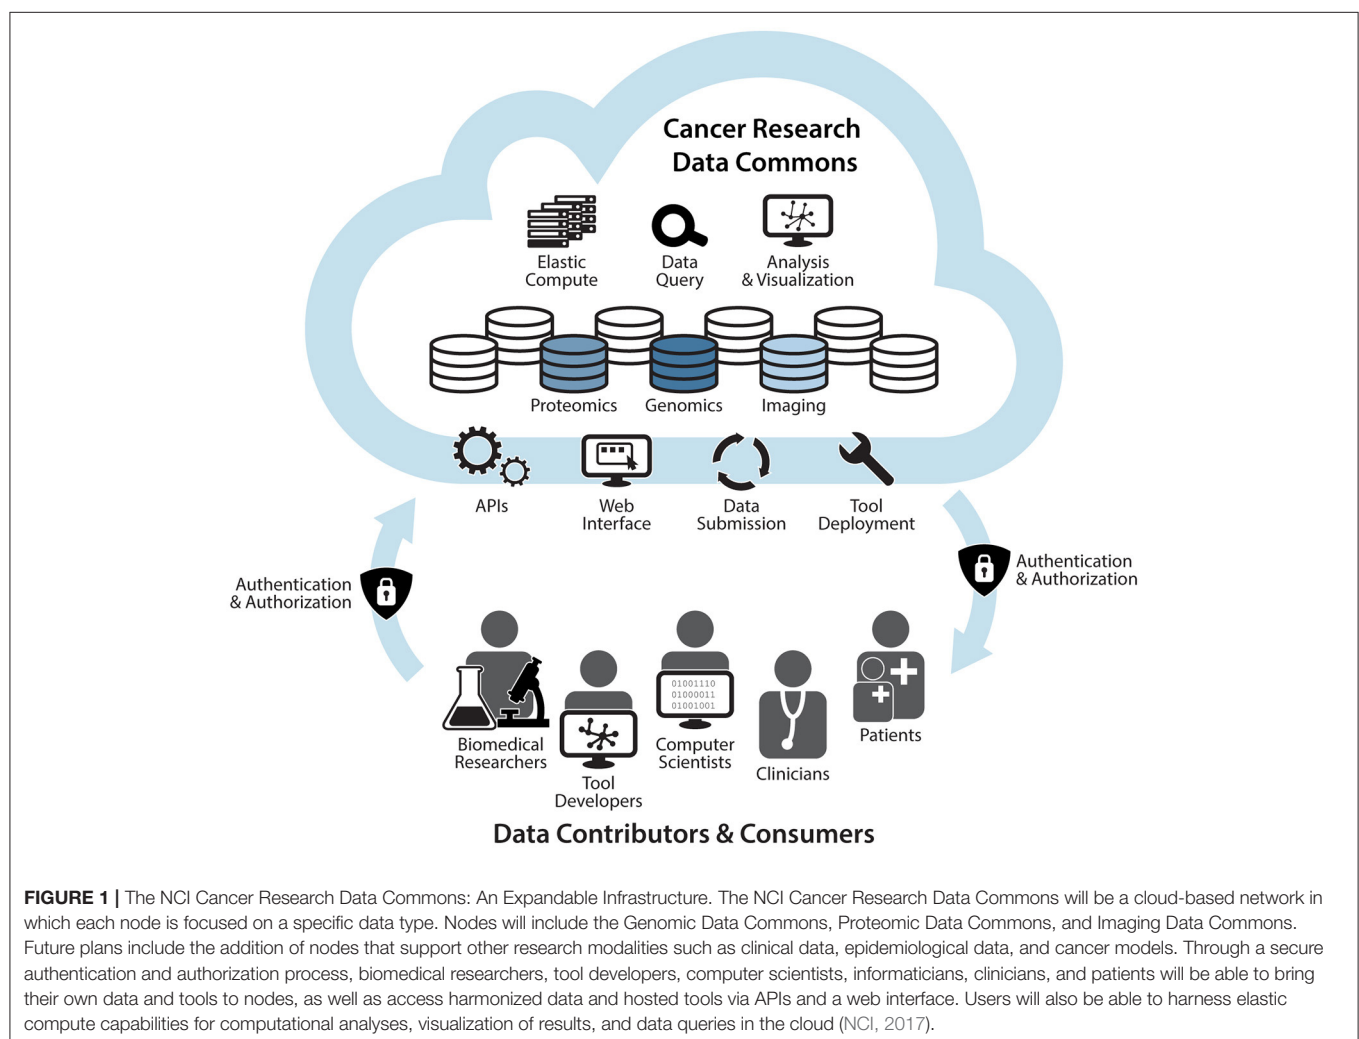 Cancer Research
Data Commons
Elastic
Compute
Data
Query
Analysis
& Visualization
Proteomics
Genomics
Imaging
APIs
Web
Interface
Data
Submission
Tool
Deployment
Authentication
& Authorization
Authentication
& Authorization
01001110
01000011
01001001
Biomedical
Researchers
Tool
Developers
Computer
Scientists
Clinicians
Patients
Data Contributors & Consumers
FIGURE 1 | The NCI Cancer Research Data Commons: An Expandable Infrastructure. The NCI Cancer Research Data Commons will be a cloud-based network in
which each node is focused on a specific data type. Nodes will include the Genomic Data Commons, Proteomic Data Commons, and Imaging Data Commons.
Future plans include the addition of nodes that support other research modalities such as clinical data, epidemiological data, and cancer models. Through a secure
authentication and authorization process, biomedical researchers, tool developers, computer scientists, informaticians, clinicians, and patients will be able to bring
their own data and tools to nodes, as well as access harmonized data and hosted tools via APIs and a web interface. Users will also be able to harness elastic
compute capabilities for computational analyses, visualization of results, and data queries in the cloud (NCI, 2017).